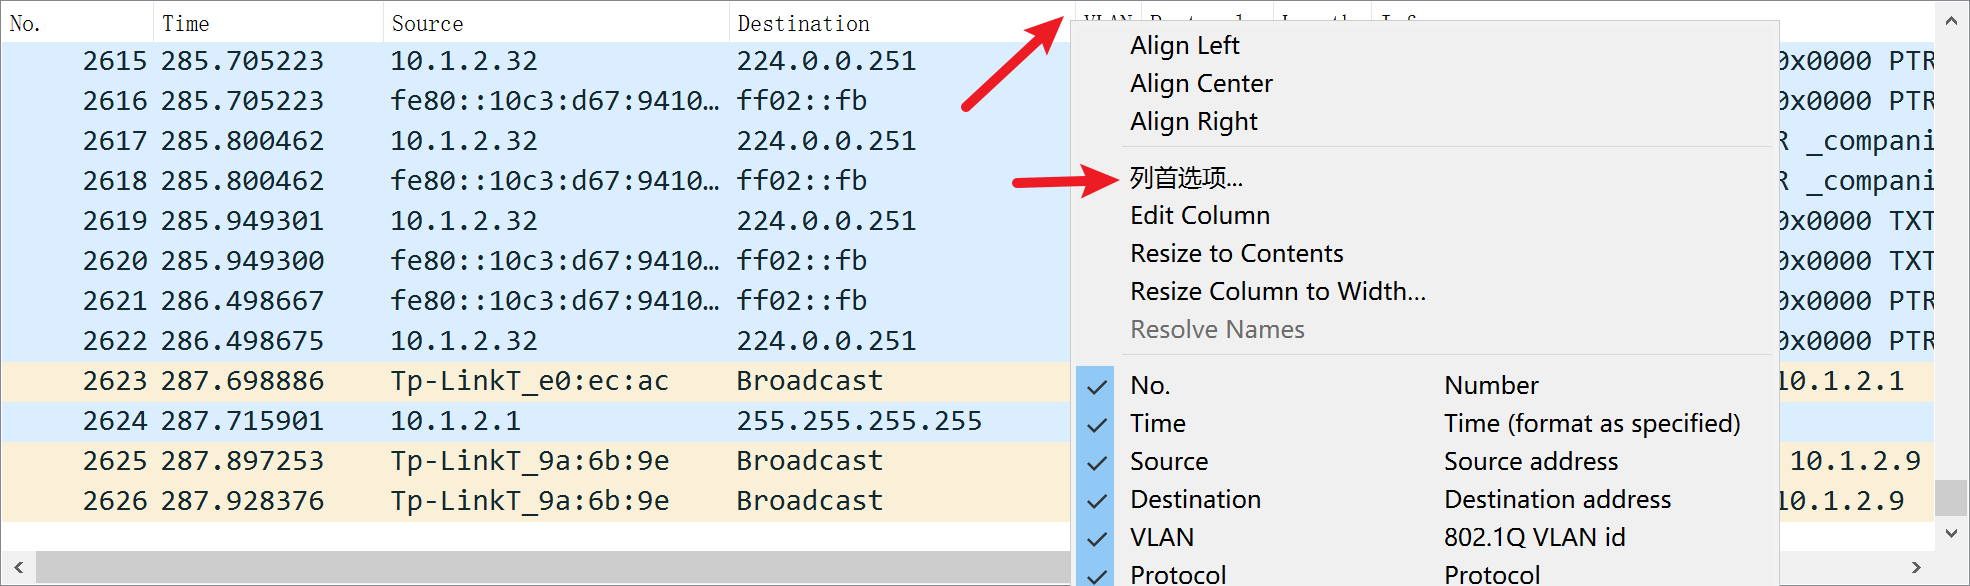 No. Time Source Destination
2615 285.705223 10.1.2.32 224.0.0.251 0x0000 PTR
2616 285.705223 fe80::10c3:d67:9410… ff02::fb 0x0000 PTR
2617 285.800462 10.1.2.32 224.0.0.251 R _compani
2618 285.800462 fe80::10c3:d67:9410… ff02::fb R _compani
2619 285.949301 10.1.2.32 224.0.0.251 0x0000 TXT
2620 285.949300 fe80::10c3:d67:9410… ff02::fb 0x0000 TXT
2621 286.498667 fe80::10c3:d67:9410… ff02::fb 0x0000 PTR
2622 286.498675 10.1.2.32 224.0.0.251 0x0000 PTR
2623 287.698886 Tp-LinkT_e0:ec:ac Broadcast 10.1.2.1
2624 287.715901 10.1.2.1 255.255.255.255
2625 287.897253 Tp-LinkT_9a:6b:9e Broadcast 10.1.2.9
2626 287.928376 Tp-LinkT_9a:6b:9e Broadcast 10.1.2.9
Align Left
Align Center
Align Right
列首选项...
Edit Column
Resize to Contents
Resize Column to Width...
Resolve Names
No. Number
Time Time (format as specified)
Source Source address
Destination Destination address
VLAN 802.1Q VLAN id
Protocol Protocol